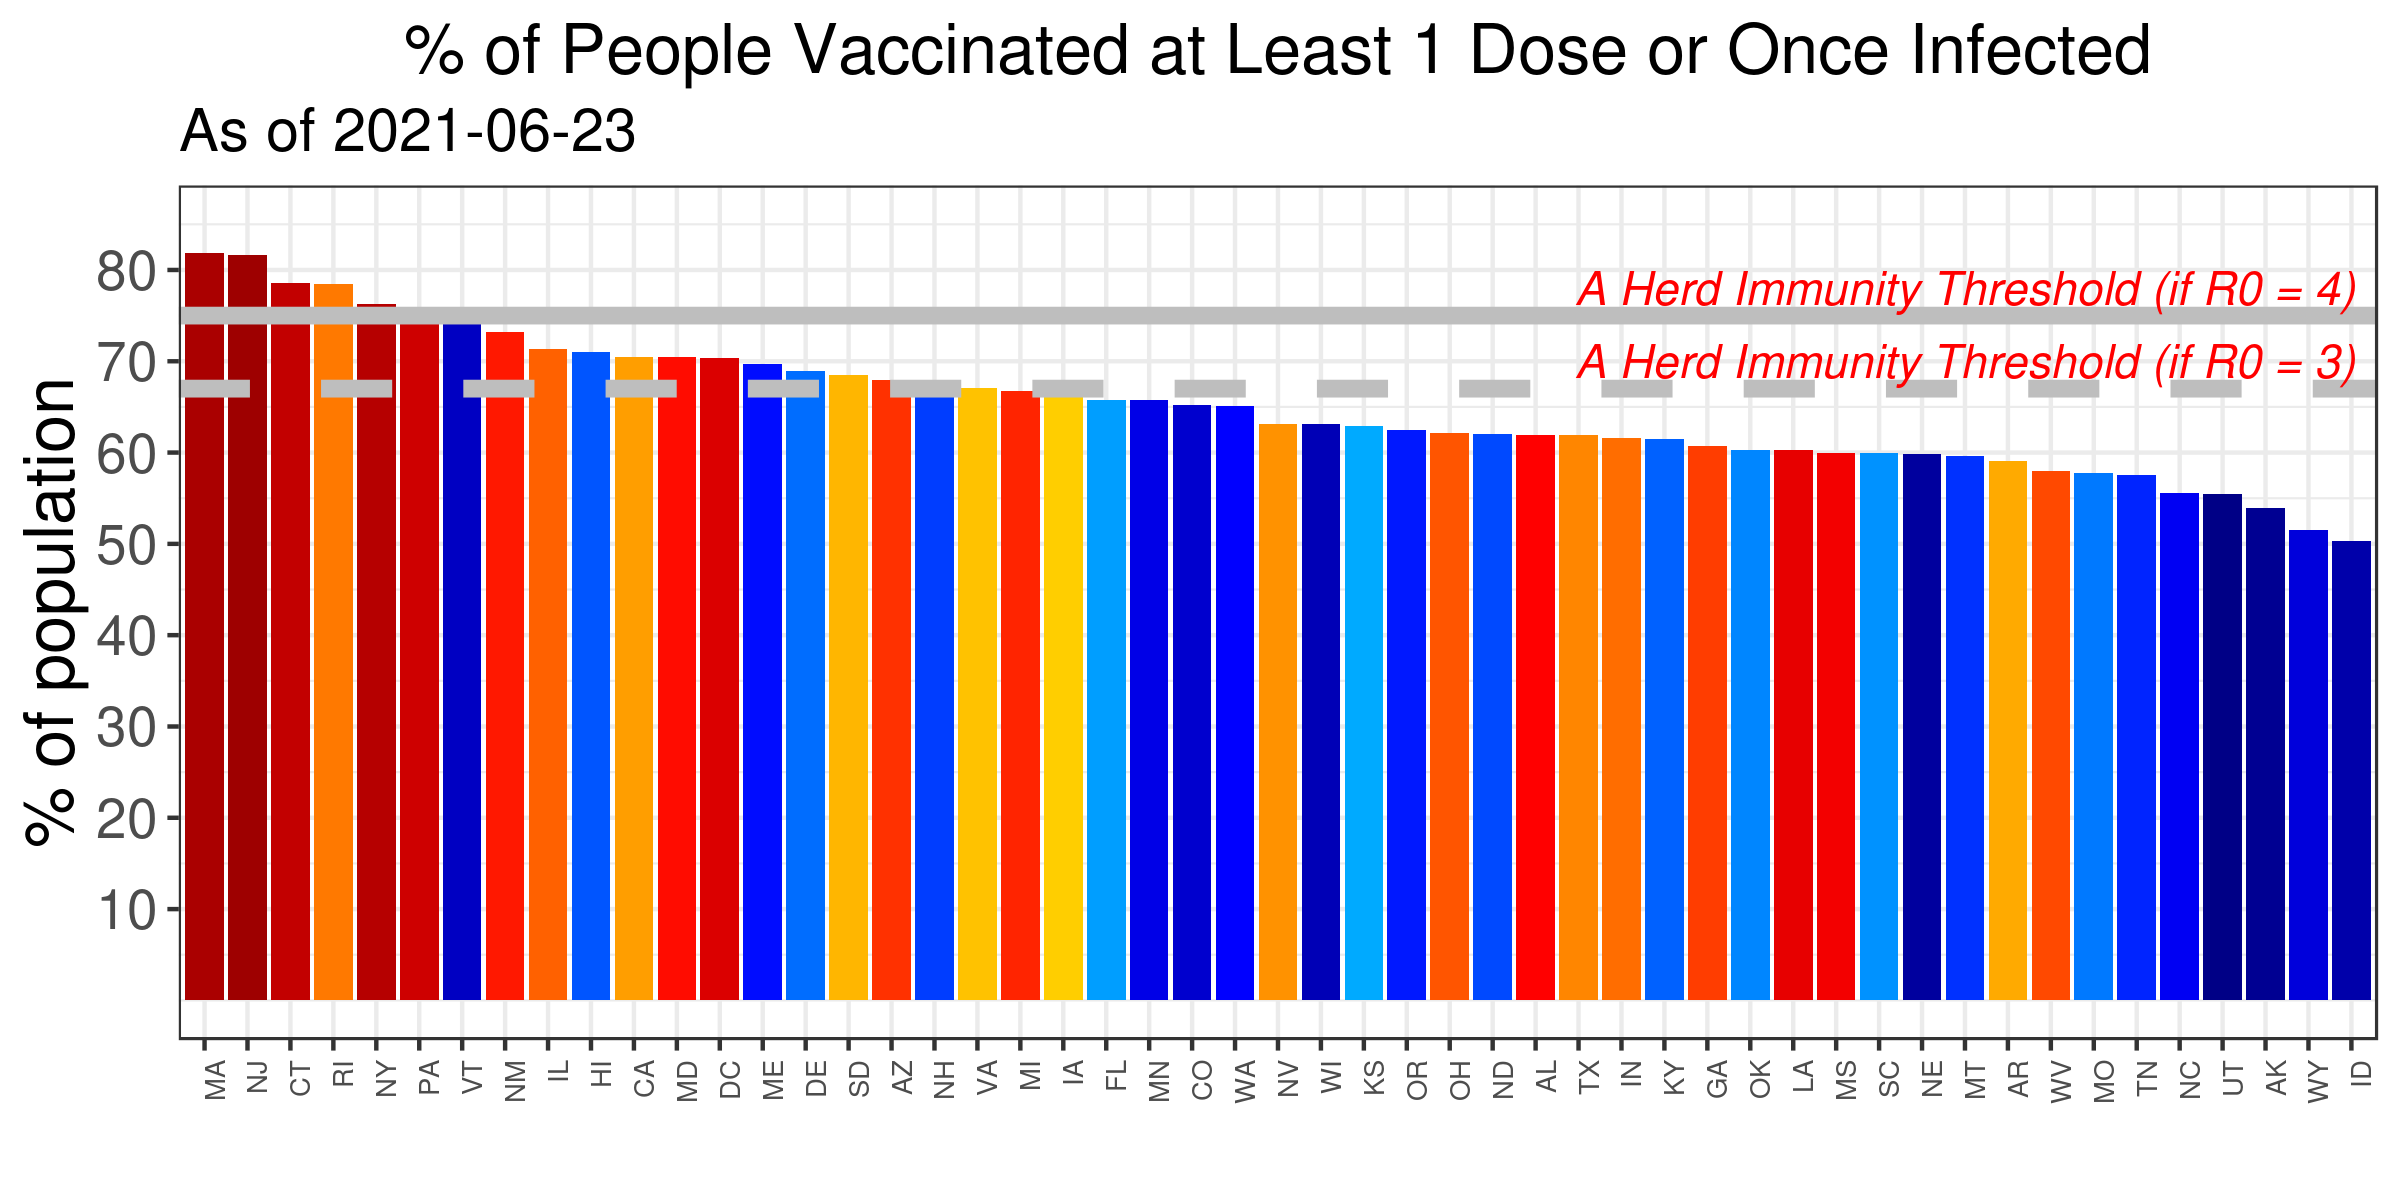 % of People Vaccinated at Least 1 Dose or Once Infected
As of 2021-06-23
% of population
80
70
60
50
40
30
20
10
A Herd Immunity Threshold (if R0 = 4)
A Herd Immunity Threshold (if R0 = 3)
MA NJ CT RI NY PA VT NM IL HI CA MD DC ME DE SD AZ NH VA MI IA FL MN CO WA NV WI KS OR OH ND AL TX IN KY GA OK LA MS SC NE MT AR WV MO TN NC UT AK WY ID